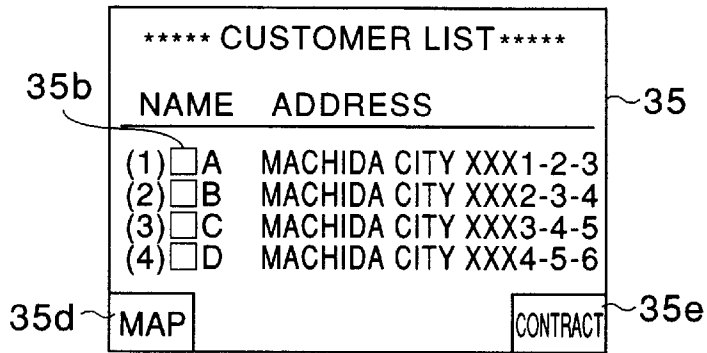 ***** CUSTOMER LIST *****
35b
NAME ADDRESS
35
(1) □ A MACHIDA CITY XXX1-2-3
(2) □ B MACHIDA CITY XXX2-3-4
(3) □ C MACHIDA CITY XXX3-4-5
(4) □ D MACHIDA CITY XXX4-5-6
35d MAP CONTRACT 35e